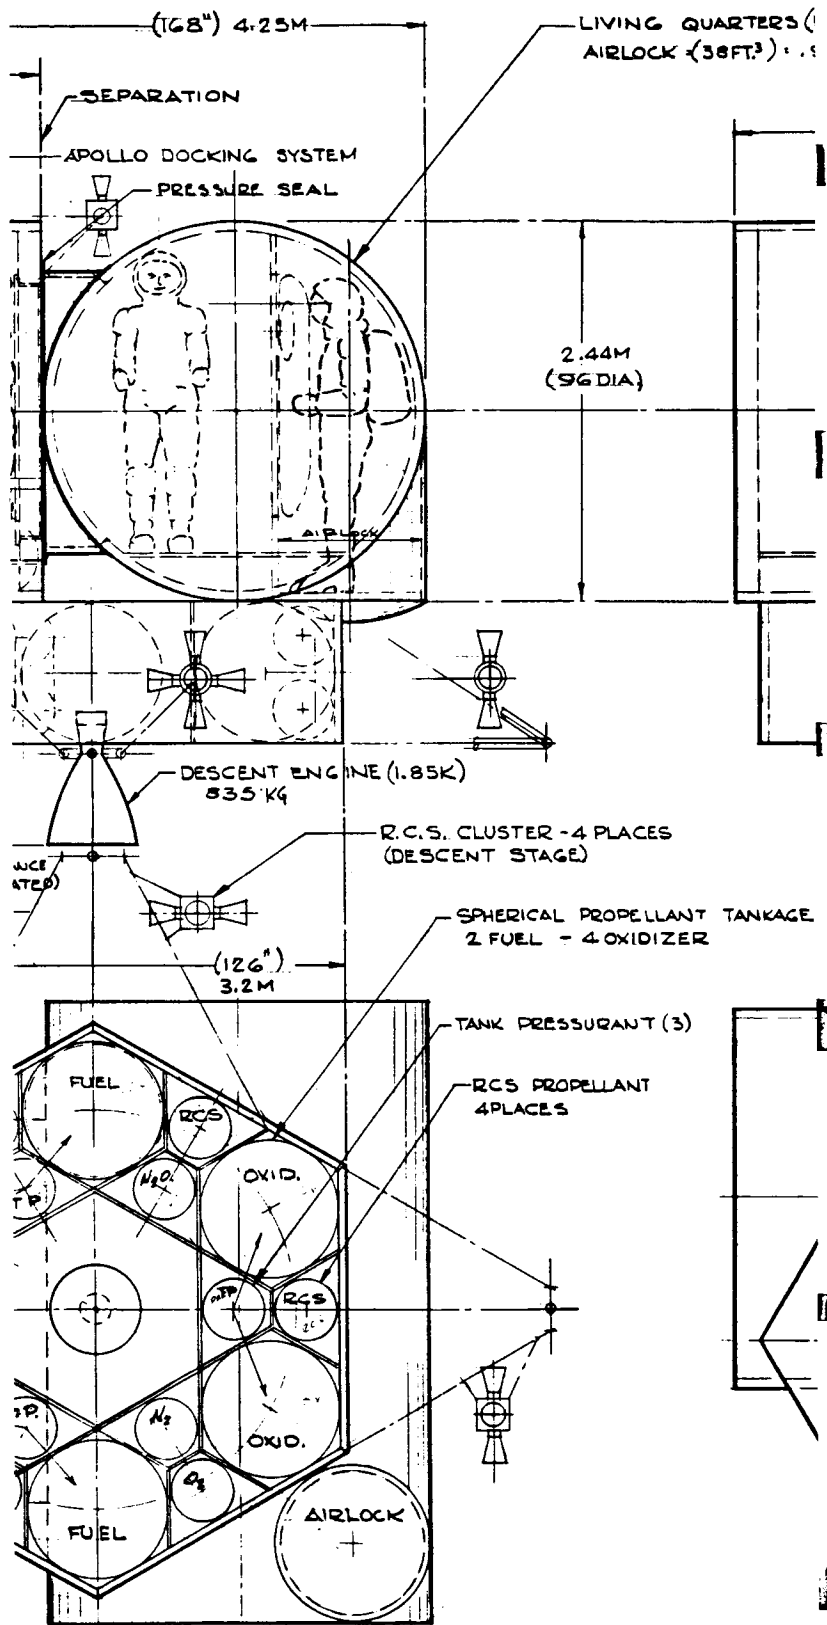 (168") 4.25M
LIVING QUARTERS
AIRLOCK (38FT.³) :
SEPARATION
APOLLO DOCKING SYSTEM
PRESSURE SEAL
2.44M
(96 DIA)
AIRLOCK
DESCENT ENGINE (1.85K)
835 KG
R.C.S. CLUSTER - 4 PLACES
(DESCENT STAGE)
SPHERICAL PROPELLANT TANKAGE
2 FUEL - 4 OXIDIZER
(126")
3.2M
TANK PRESSURANT (3)
FUEL
RCS
RCS PROPELLANT
4 PLACES
OXID.
T P
RCS
N₂
OXID.
O₂
FUEL
AIRLOCK